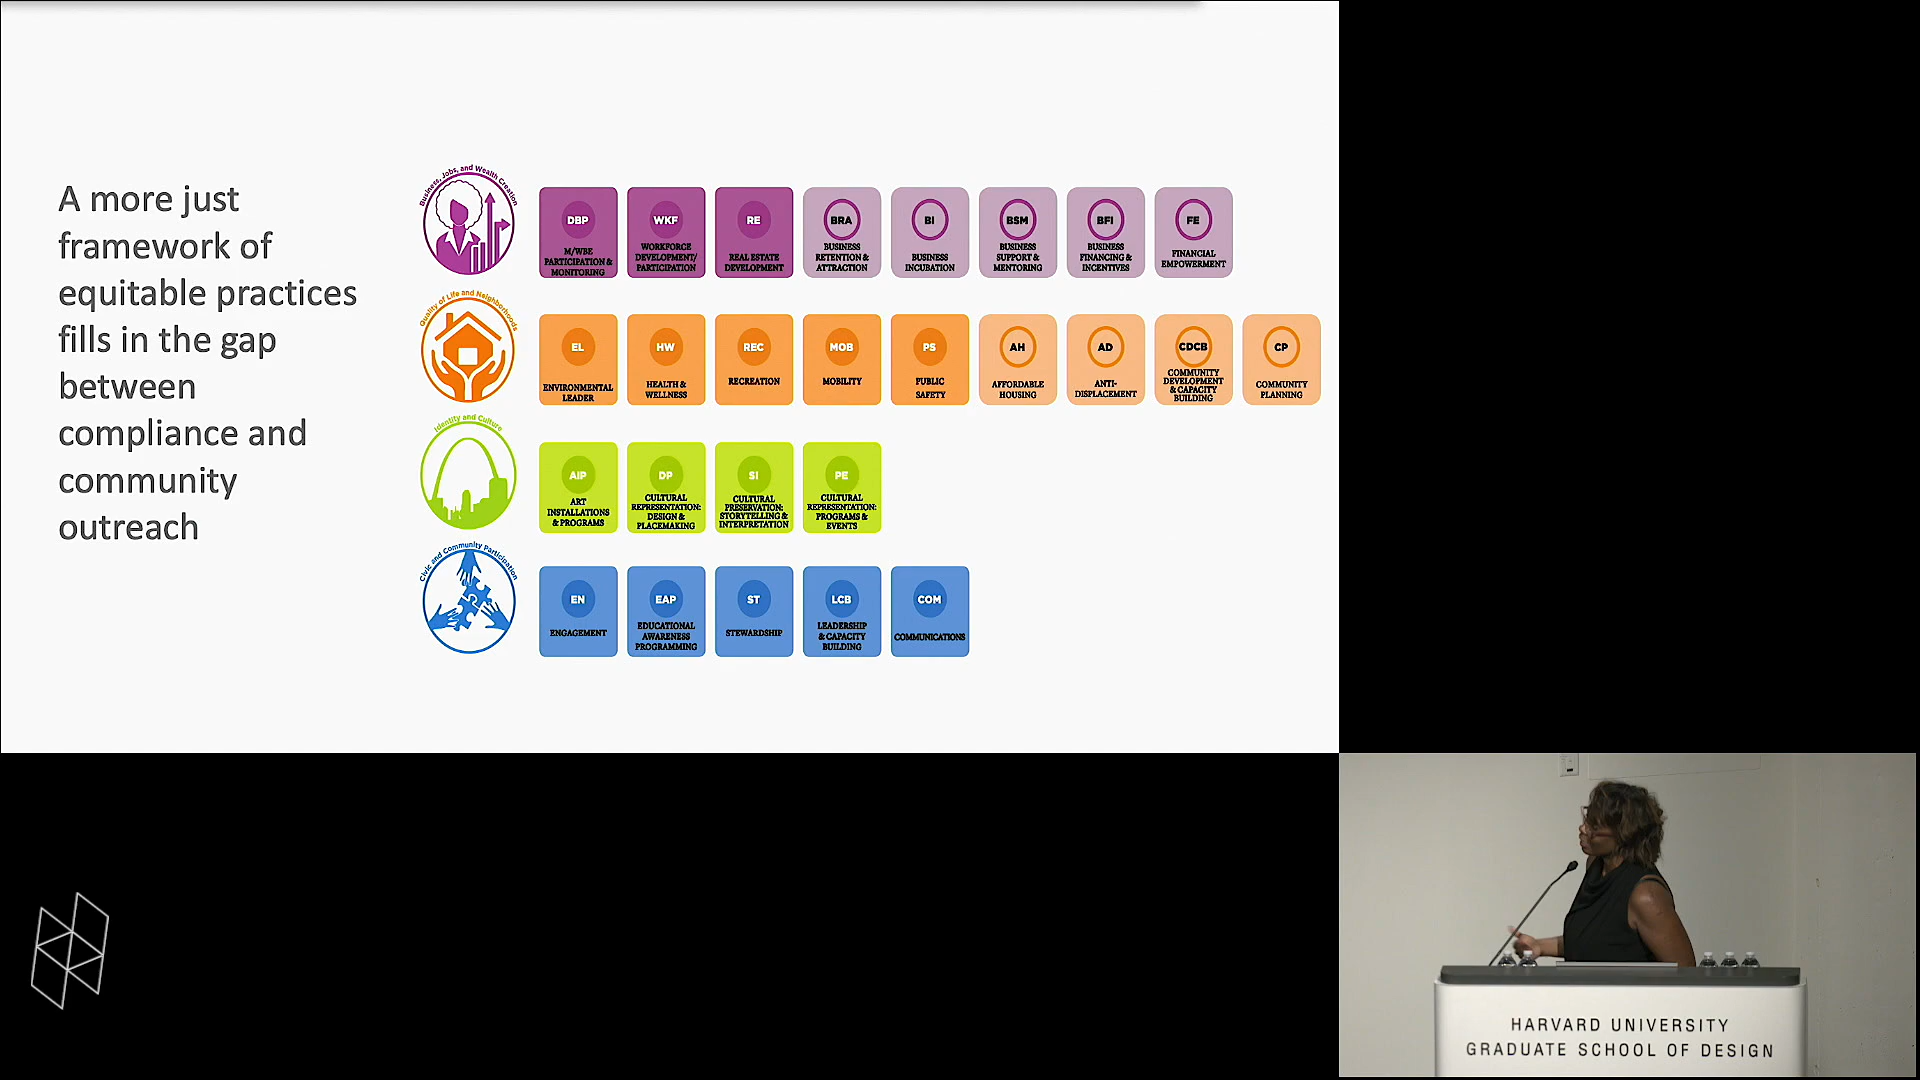 A more just
framework of
equitable practices
fills in the gap
between
compliance and
community
outreach
Business, Jobs, and Wealth Creation
DBP
M/WBE
PARTICIPATION &
MONITORING
WKF
WORKFORCE
DEVELOPMENT/
PARTICIPATION
RE
REAL ESTATE
DEVELOPMENT
BRA
BUSINESS
RETENTION &
ATTRACTION
BI
BUSINESS
INCUBATION
BSM
BUSINESS
SUPPORT &
MENTORING
BFI
BUSINESS
FINANCING &
INCENTIVES
FE
FINANCIAL
EMPOWERMENT
Quality of Life and Neighborhoods
EL
ENVIRONMENTAL
LEADER
HW
HEALTH &
WELLNESS
REC
RECREATION
MOB
MOBILITY
PS
PUBLIC
SAFETY
AH
AFFORDABLE
HOUSING
AD
ANTI-
DISPLACEMENT
CDCB
COMMUNITY
DEVELOPMENT
& CAPACITY
BUILDING
CP
COMMUNITY
PLANNING
Identity and Culture
AIP
ART
INSTALLATIONS
& PROGRAMS
DP
CULTURAL
REPRESENTATION:
DESIGN &
PLACEMAKING
SI
CULTURAL
PRESERVATION:
STORYTELLING &
INTERPRETATION
PE
CULTURAL
REPRESENTATION:
PROGRAMS &
EVENTS
Civic and Community Participation
EN
ENGAGEMENT
EAP
EDUCATIONAL
AWARENESS
PROGRAMMING
ST
STEWARDSHIP
LCB
LEADERSHIP
& CAPACITY
BUILDING
COM
COMMUNICATIONS
HARVARD UNIVERSITY
GRADUATE SCHOOL OF DESIGN